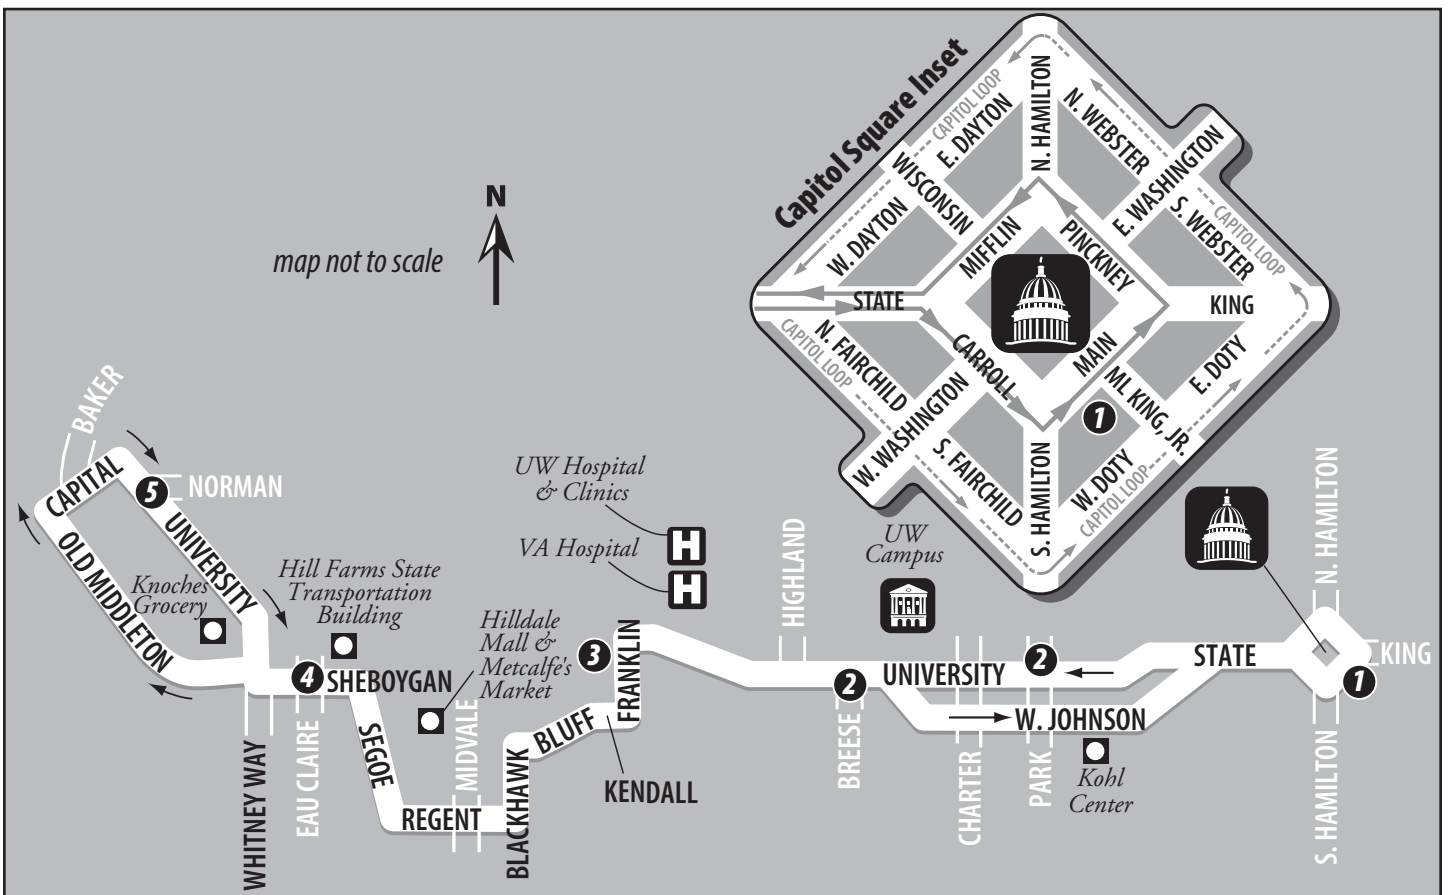 Capitol Square Inset
CAPITOL LOOP
E. DAYTON
N. HAMILTON
N. WEBSTER
E. WASHINGTON
WISCONSIN
W. DAYTON
MIFFLIN
PINCKNEY
S. WEBSTER
CAPITOL LOOP
STATE
KING
CAPITOL LOOP
N. FAIRCHILD
CARROLL
MAIN
ML KING, JR.
E. DOTY
W. WASHINGTON
1
S. FAIRCHILD
S. HAMILTON
W. DOTY
CAPITOL LOOP
N
map not to scale
BAKER
CAPITAL
5
NORMAN
UNIVERSITY
OLD MIDDLETON
Knoches
Grocery
Hill Farms State
Transportation
Building
UW Hospital
& Clinics
H
VA Hospital
H
Hilldale
Mall &
Metcalfe's
Market
4
SHEBOYGAN
WHITNEY WAY
EAU CLAIRE
SEGOE
REGENT
MIDVALE
BLACKHAWK
BLUFF
KENDALL
3
FRANKLIN
HIGHLAND
UW
Campus
2
UNIVERSITY
2
BREESE
CHARTER
PARK
W. JOHNSON
Kohl
Center
STATE
N. HAMILTON
KING
1
S. HAMILTON